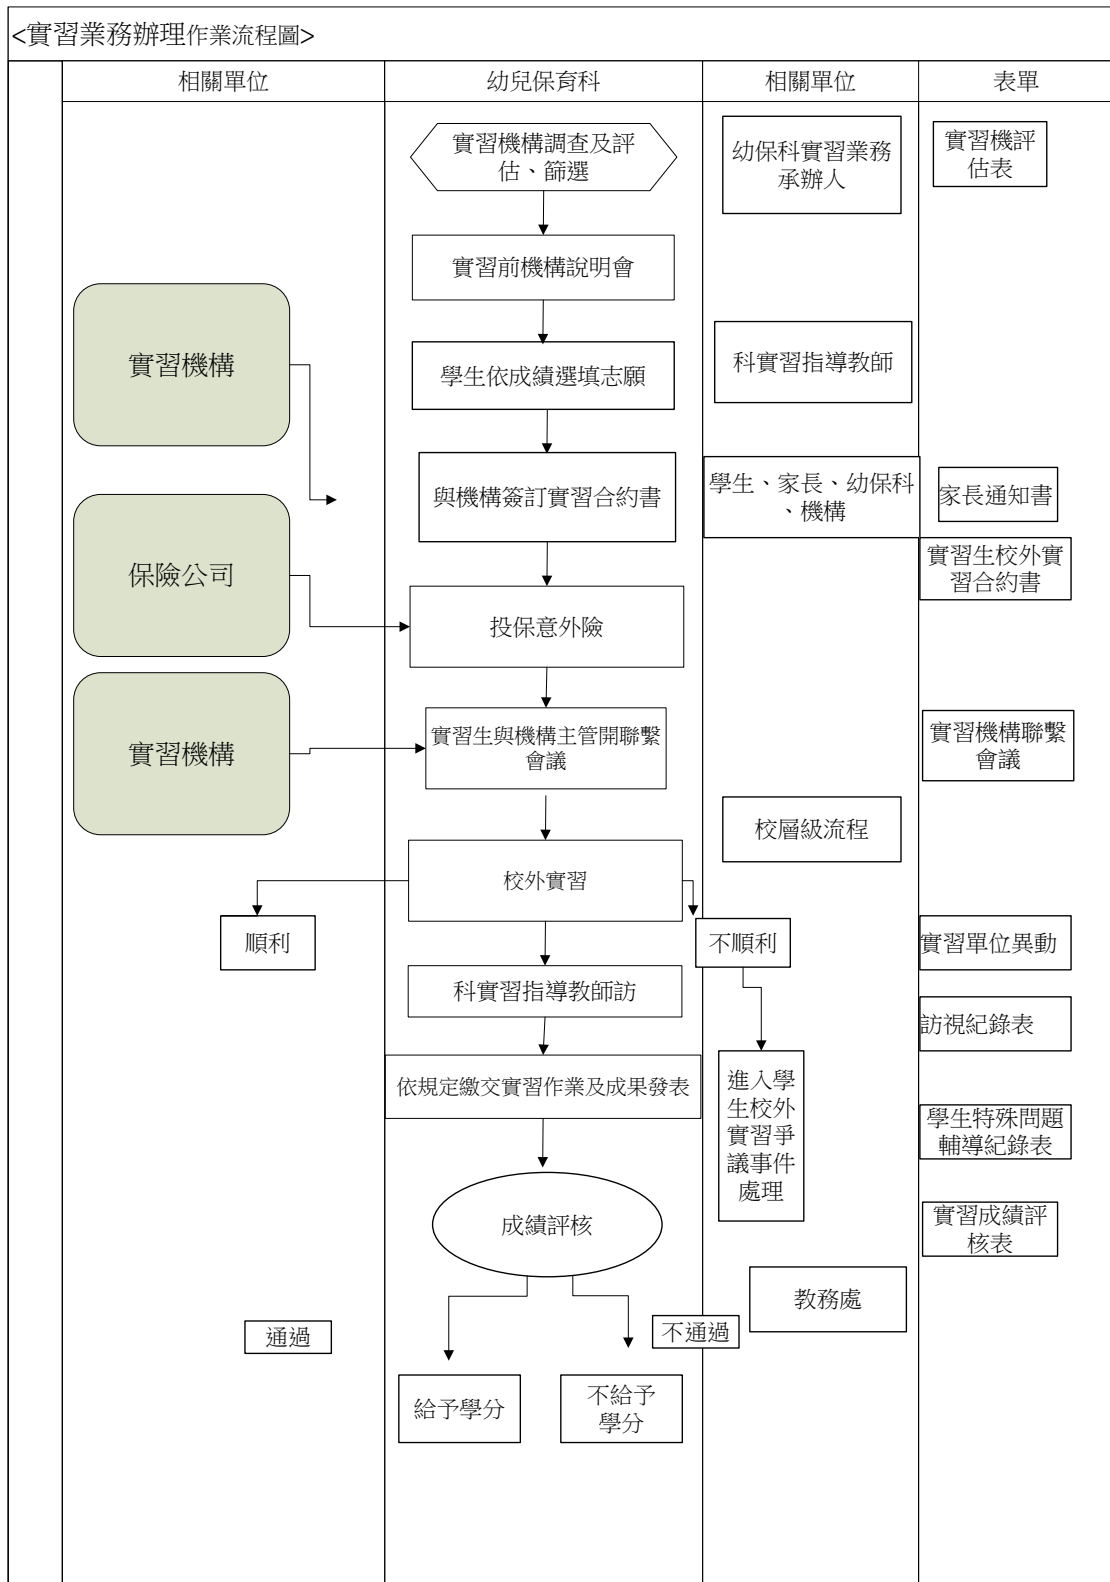 <實習業務辦理作業流程圖>
相關單位
幼兒保育科
相關單位
表單
實習機構調查及評
估、篩選
幼保科實習業務
承辦人
實習機評
估表
實習前機構說明會
實習機構
學生依成績選填志願
科實習指導教師
與機構簽訂實習合約書
學生、家長、幼保科
、機構
家長通知書
實習生校外實
習合約書
保險公司
投保意外險
實習機構
實習生與機構主管開聯繫
會議
實習機構聯繫
會議
校層級流程
校外實習
順利
不順利
實習單位異動
科實習指導教師訪
訪視紀錄表
依規定繳交實習作業及成果發表
進入學
生校外
實習爭
議事件
處理
學生特殊問題
輔導紀錄表
成績評核
實習成績評
核表
教務處
通過
不通過
給予學分
不給予
學分